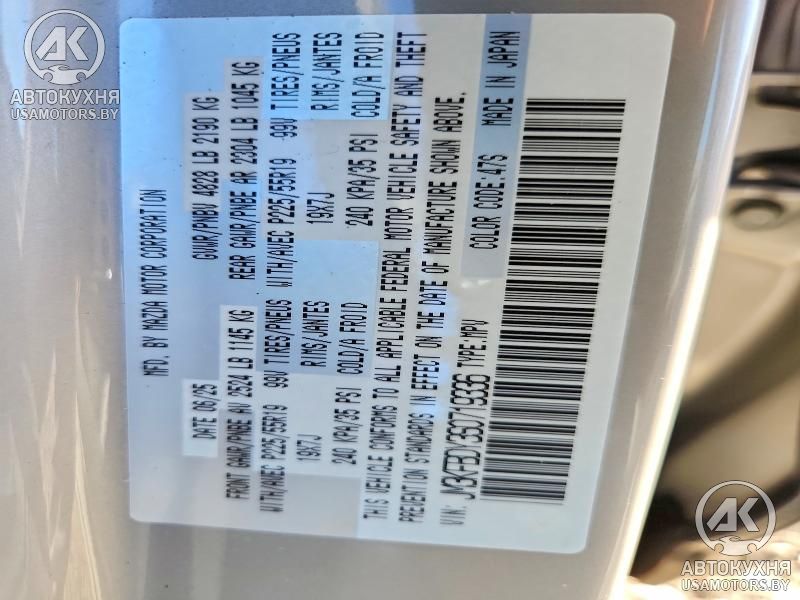 MFD. BY MAZDA MOTOR CORPORATION
DATE 06/25 GVWR/PNBV 4828 LB 2190 KG
FRONT GAWR/PNBE AV 2524 LB 1145 KG REAR GAWR/PNBE AR 2304 LB 1045 KG
WITH/AVEC P225/55R19 99V TIRES/PNEUS WITH/AVEC P225/55R19 99V TIRES/PNEUS
19X7J RIMS/JANTES 19X7J RIMS/JANTES
240 KPA/35 PSI COLD/A FROID 240 KPA/35 PSI COLD/A FROID
THIS VEHICLE CONFORMS TO ALL APPLICABLE FEDERAL MOTOR VEHICLE SAFETY AND THEFT
PREVENTION STANDARDS IN EFFECT ON THE DATE OF MANUFACTURE SHOWN ABOVE.
VIN: TYPE:MPV COLOR CODE:47S MADE IN JAPAN
AK
АВТОКУХНЯ
USAMOTORS.BY
AK
АВТОКУХНЯ
USAMOTORS.BY